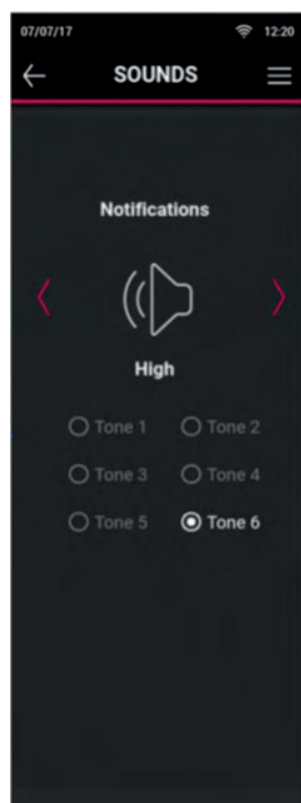 07/07/17 12:20
SOUNDS
Notifications
High
Tone 1 Tone 2
Tone 3 Tone 4
Tone 5 Tone 6